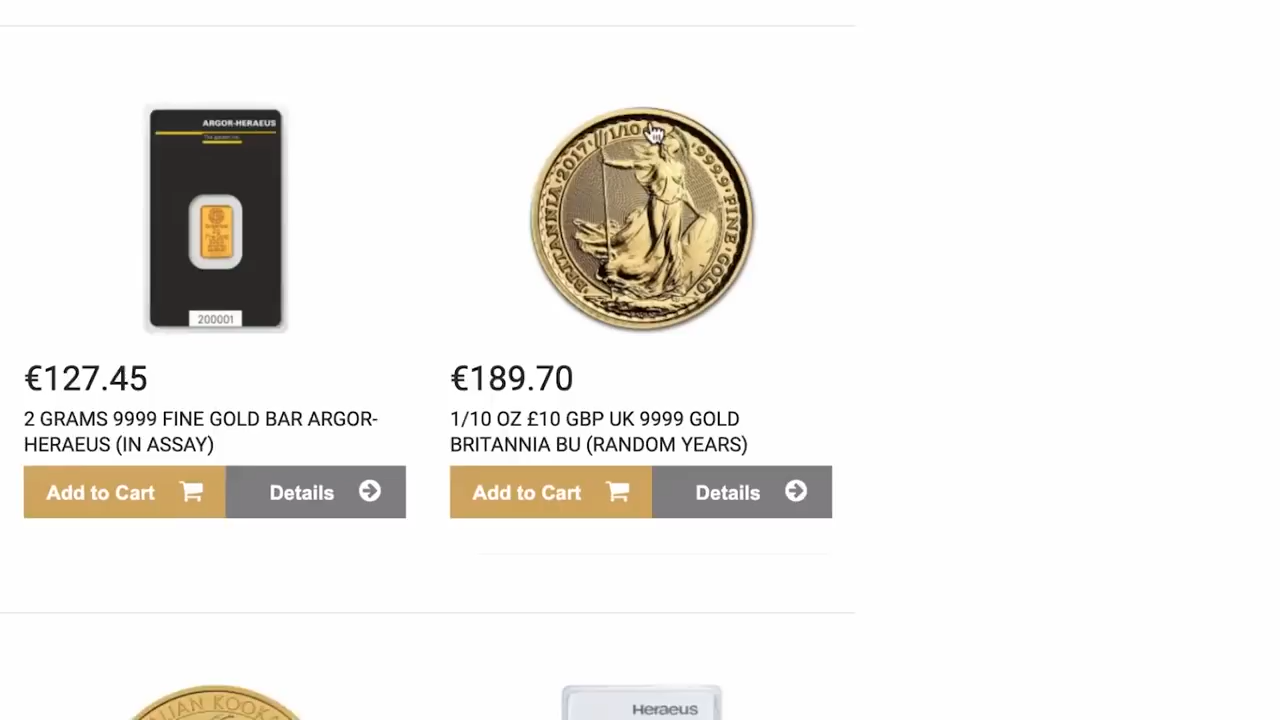 ARGOR-HERAEUS
200001
BRITANNIA · 2017 · 1/10 · 999.9 · FINE · GOLD ·
€127.45
2 GRAMS 9999 FINE GOLD BAR ARGOR-
HERAEUS (IN ASSAY)
Add to Cart
Details
€189.70
1/10 OZ £10 GBP UK 9999 GOLD
BRITANNIA BU (RANDOM YEARS)
Add to Cart
Details
Heraeus